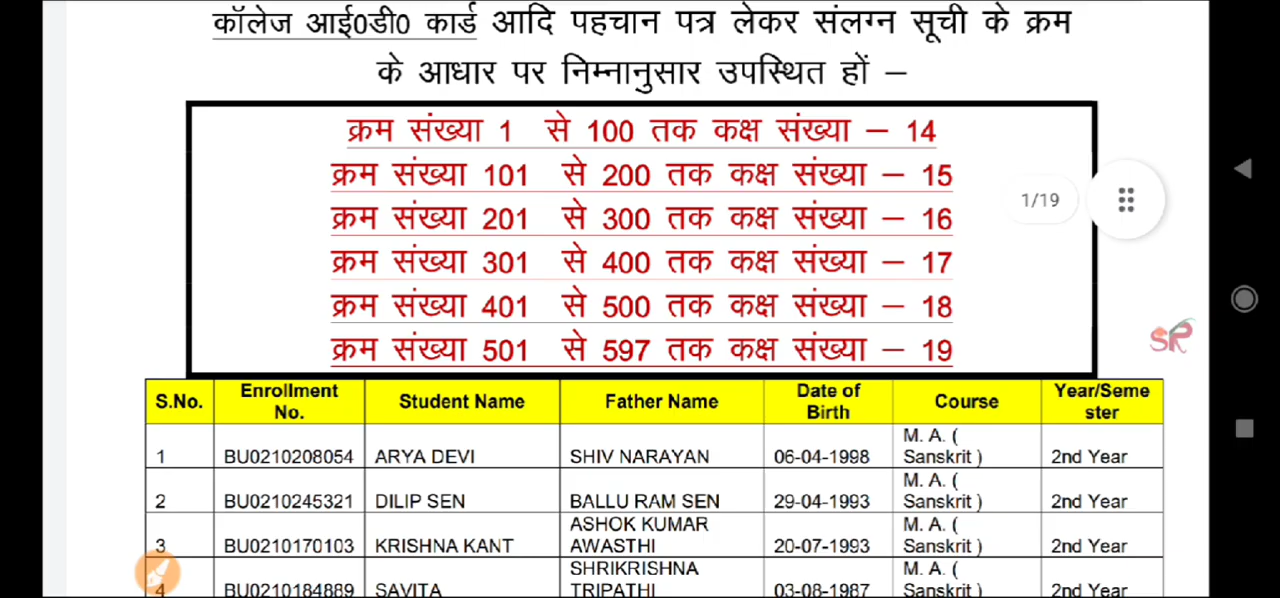 कॉलेज आई0डी0 कार्ड आदि पहचान पत्र लेकर संलग्न सूची के क्रम
के आधार पर निम्नानुसार उपस्थित हों –
क्रम संख्या 1 से 100 तक कक्ष संख्या – 14
क्रम संख्या 101 से 200 तक कक्ष संख्या – 15
क्रम संख्या 201 से 300 तक कक्ष संख्या – 16
क्रम संख्या 301 से 400 तक कक्ष संख्या – 17
क्रम संख्या 401 से 500 तक कक्ष संख्या – 18
क्रम संख्या 501 से 597 तक कक्ष संख्या – 19
1/19
SR
S.No. Enrollment No. Student Name Father Name Date of Birth Course Year/Seme ster
1 BU0210208054 ARYA DEVI SHIV NARAYAN 06-04-1998 M. A. ( Sanskrit ) 2nd Year
2 BU0210245321 DILIP SEN BALLU RAM SEN 29-04-1993 M. A. ( Sanskrit ) 2nd Year
3 BU0210170103 KRISHNA KANT ASHOK KUMAR AWASTHI 20-07-1993 M. A. ( Sanskrit ) 2nd Year
4 BU0210184889 SAVITA SHRIKRISHNA TRIPATHI 03-08-1987 M. A. ( Sanskrit ) 2nd Year